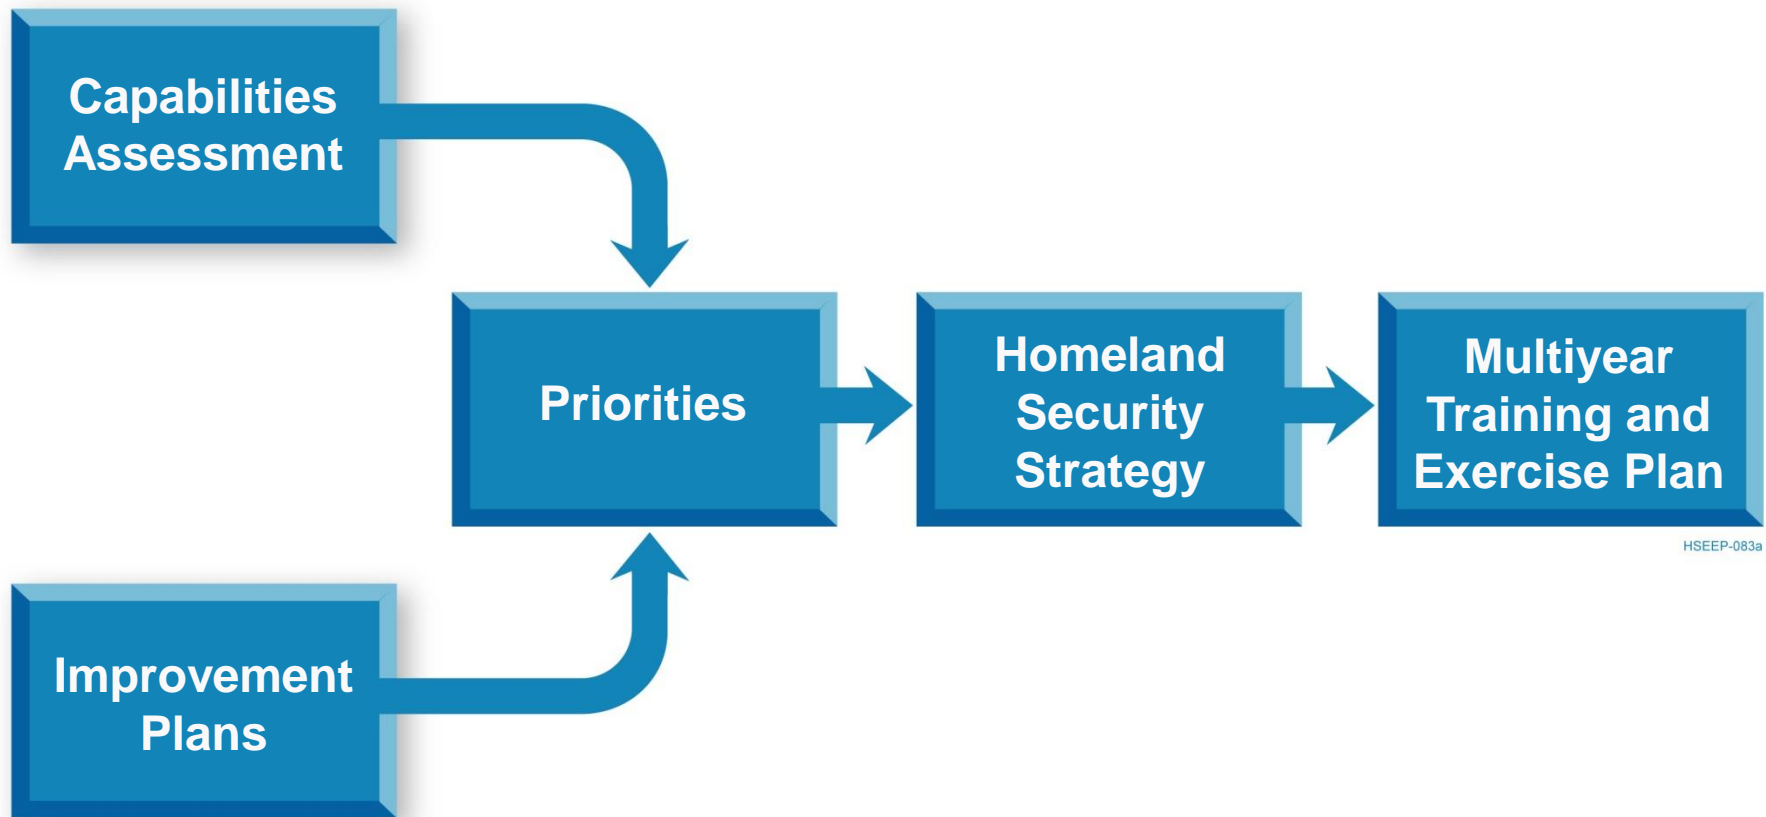 Capabilities
Assessment
Priorities
Homeland
Security
Strategy
Multiyear
Training and
Exercise Plan
HSEEP-083a
Improvement
Plans